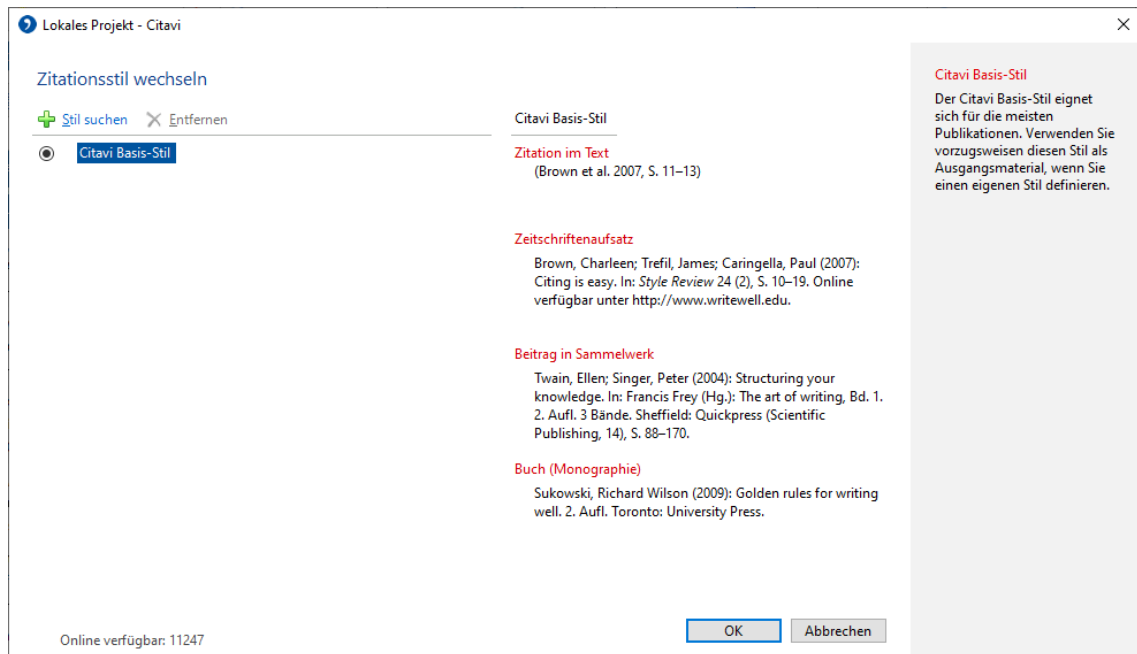 Lokales Projekt - Citavi
Zitationsstil wechseln
Stil suchen
Entfernen
Citavi Basis-Stil
Citavi Basis-Stil
Zitation im Text
(Brown et al. 2007, S. 11–13)
Zeitschriftenaufsatz
Brown, Charleen; Trefil, James; Caringella, Paul (2007):
Citing is easy. In: Style Review 24 (2), S. 10–19. Online
verfügbar unter http://www.writewell.edu.
Beitrag in Sammelwerk
Twain, Ellen; Singer, Peter (2004): Structuring your
knowledge. In: Francis Frey (Hg.): The art of writing, Bd. 1.
2. Aufl. 3 Bände. Sheffield: Quickpress (Scientific
Publishing, 14), S. 88–170.
Buch (Monographie)
Sukowski, Richard Wilson (2009): Golden rules for writing
well. 2. Aufl. Toronto: University Press.
Citavi Basis-Stil
Der Citavi Basis-Stil eignet
sich für die meisten
Publikationen. Verwenden Sie
vorzugsweisen diesen Stil als
Ausgangsmaterial, wenn Sie
einen eigenen Stil definieren.
Online verfügbar: 11247
OK
Abbrechen